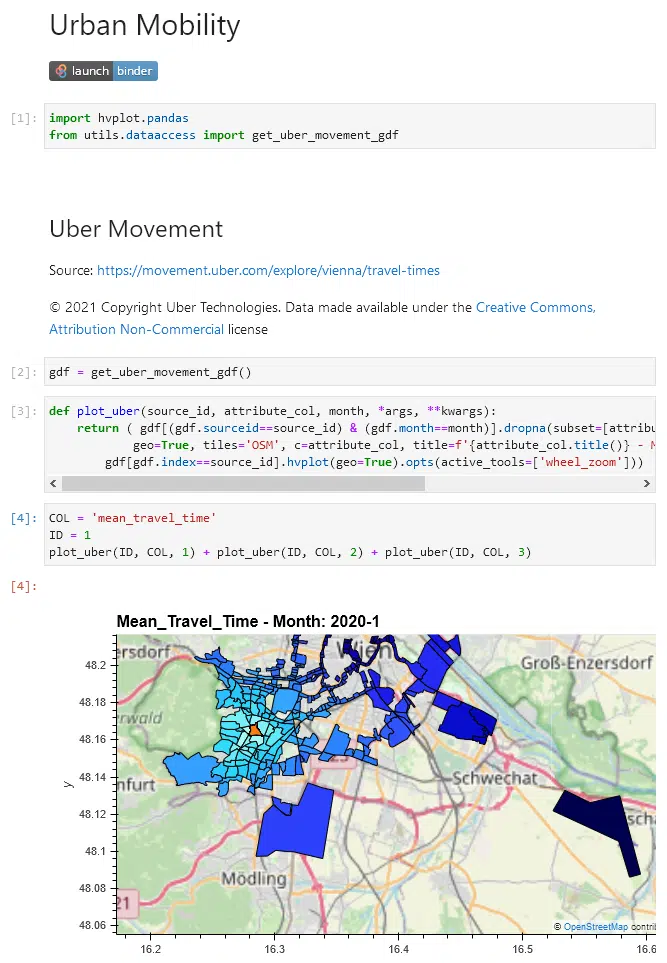 Urban Mobility
launch binder
[1]: import hvplot.pandas
from utils.dataaccess import get_uber_movement_gdf
Uber Movement
Source: https://movement.uber.com/explore/vienna/travel-times
© 2021 Copyright Uber Technologies. Data made available under the Creative Commons,
Attribution Non-Commercial license
[2]: gdf = get_uber_movement_gdf()
[3]: def plot_uber(source_id, attribute_col, month, *args, **kwargs):
return ( gdf[(gdf.sourceid==source_id) & (gdf.month==month)].dropna(subset=[attribu
geo=True, tiles='OSM', c=attribute_col, title=f'{attribute_col.title()} - M
gdf[gdf.index==source_id].hvplot(geo=True).opts(active_tools=['wheel_zoom']))
[4]: COL = 'mean_travel_time'
ID = 1
plot_uber(ID, COL, 1) + plot_uber(ID, COL, 2) + plot_uber(ID, COL, 3)
[4]:
Mean_Travel_Time - Month: 2020-1
ersdorf
Wien
Groß-Enzersdorf
48.2
48.18
erwald
48.16
23
Schwechat
48.14
nfurt
y
48.12
scha
48.1
Mödling
48.08
21
48.06
© OpenStreetMap contrib
16.2 16.3 16.4 16.5 16.6